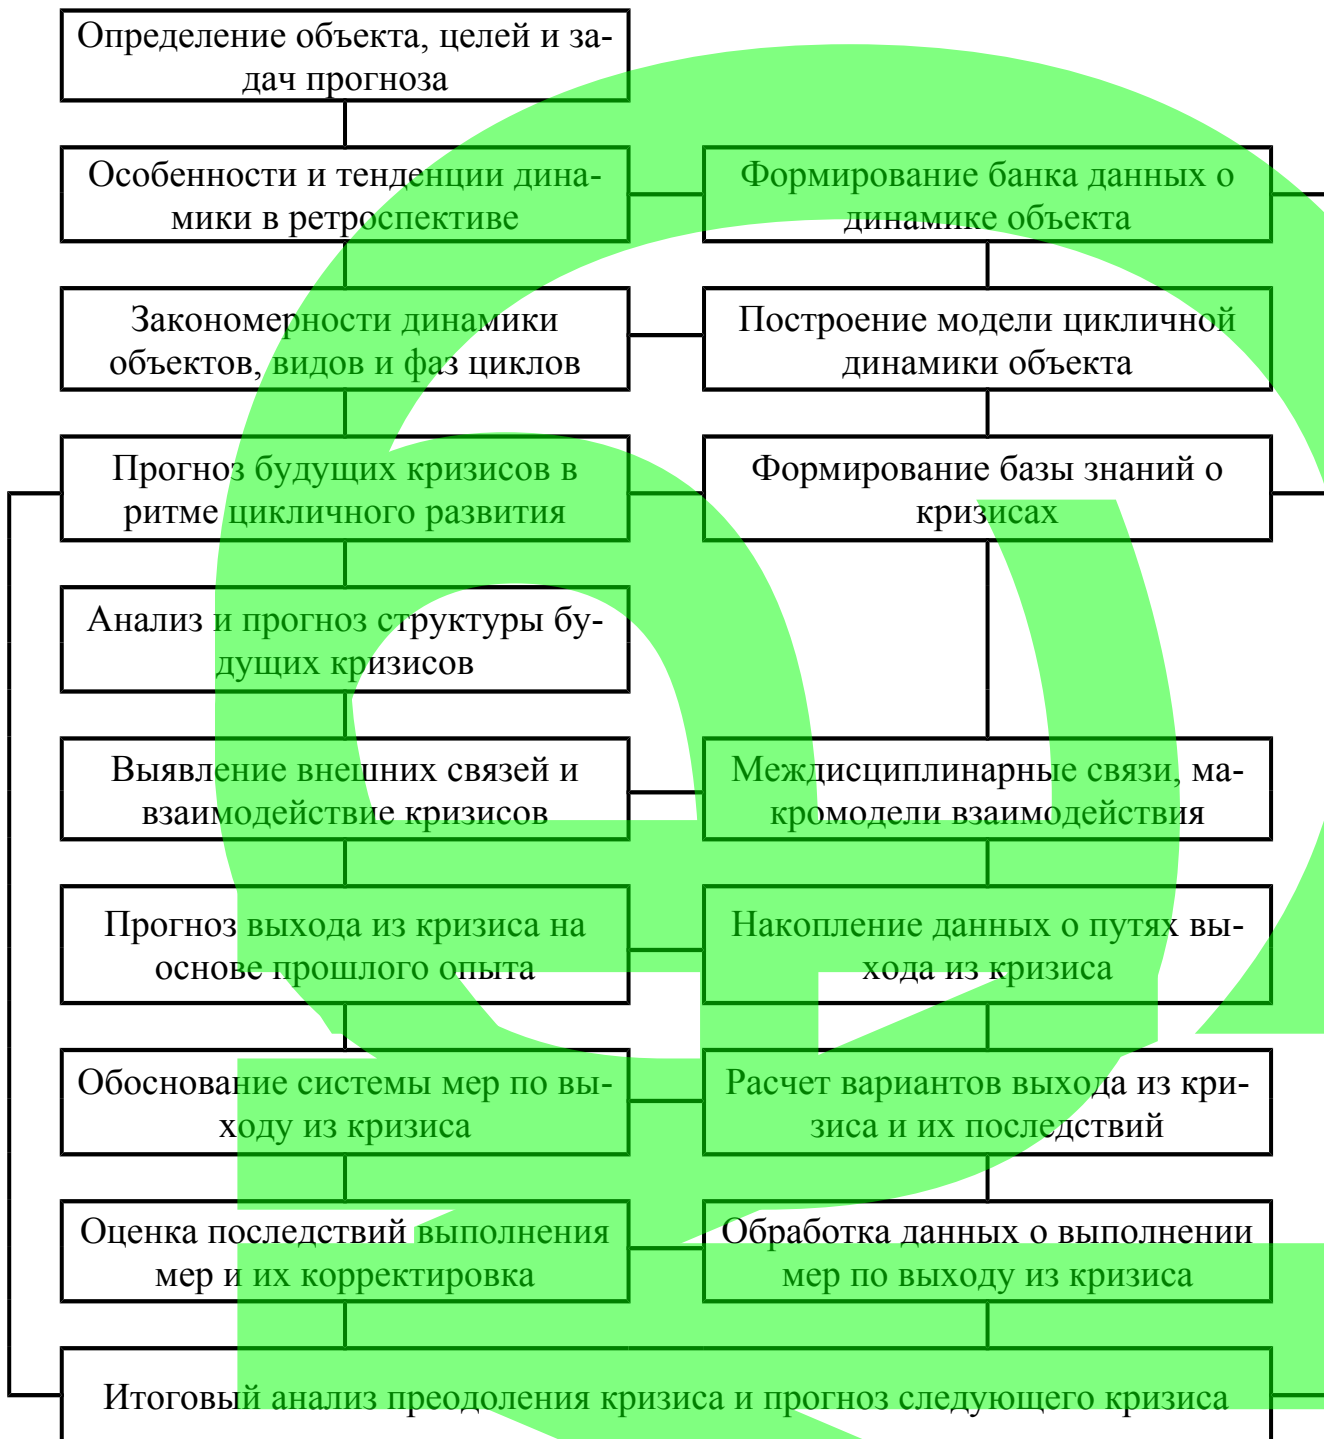 Определение объекта, целей и за-
дач прогноза
Особенности и тенденции дина-
мики в ретроспективе
Формирование банка данных о
динамике объекта
Закономерности динамики
объектов, видов и фаз циклов
Построение модели цикличной
динамики объекта
Прогноз будущих кризисов в
ритме цикличного развития
Формирование базы знаний о
кризисах
Анализ и прогноз структуры бу-
дущих кризисов
Выявление внешних связей и
взаимодействие кризисов
Междисциплинарные связи, ма-
кромодели взаимодействия
Прогноз выхода из кризиса на
основе прошлого опыта
Накопление данных о путях вы-
хода из кризиса
Обоснование системы мер по вы-
ходу из кризиса
Расчет вариантов выхода из кри-
зиса и их последствий
Оценка последствий выполнения
мер и их корректировка
Обработка данных о выполнении
мер по выходу из кризиса
Итоговый анализ преодоления кризиса и прогноз следующего кризиса